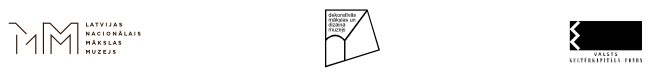 LATVIJAS
NACIONĀLAIS
MĀKSLAS
MUZEJS
dekoratīvās
mākslas un
dizaina
muzejs
VALSTS
KULTŪRKAPITĀLA FONDS